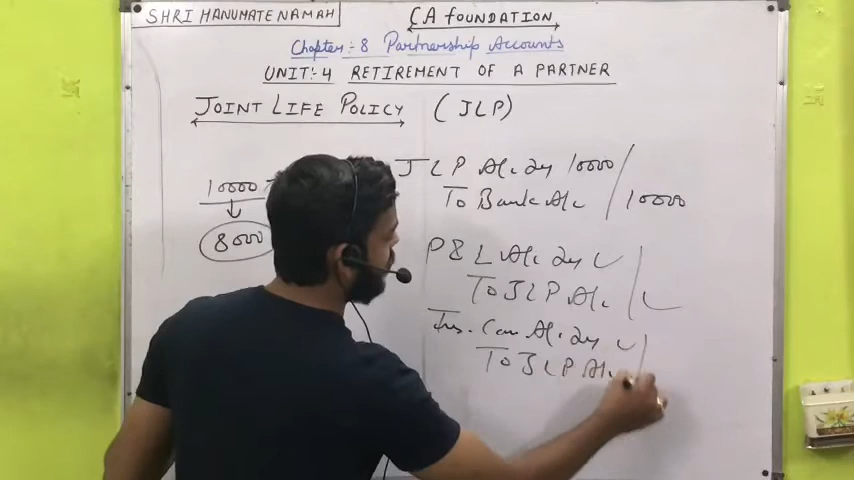 SHRI HANUMATE NAMAH
CA FOUNDATION
Chapter:- 8 Partnership Accounts
UNIT:- 4 RETIREMENT OF A PARTNER
JOINT LIFE POLICY (JLP)
10000
8000
JLP A/c Dr 10000
To Bank A/c 10000
P&L A/c Dr
To JLP A/c
Ins. Com A/c Dr
To JLP A/c